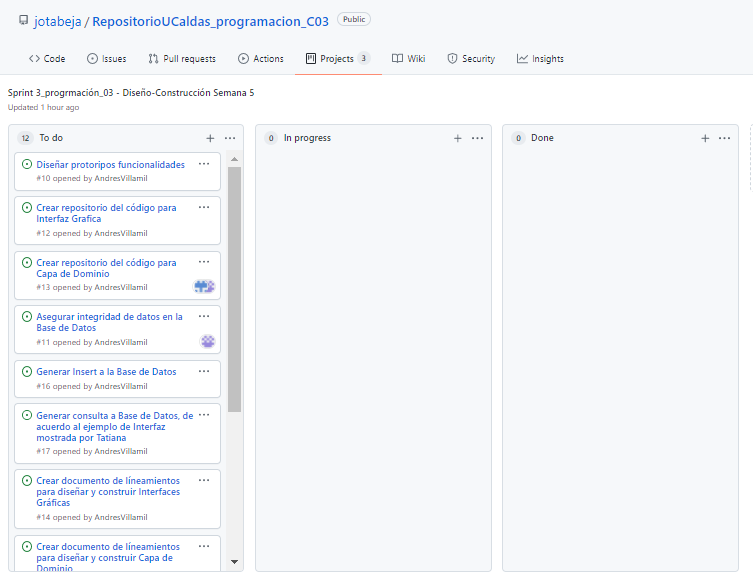 jotabeja / RepositorioUCaldas_programacion_C03 Public
Code Issues Pull requests Actions Projects 3 Wiki Security Insights
Sprint 3_progrmación_03 - Diseño-Construcción Semana 5
Updated 1 hour ago
12 To do
Diseñar protoripos funcionalidades
#10 opened by AndresVillamil
Crear repositorio del código para
Interfaz Grafica
#12 opened by AndresVillamil
Crear repositorio del código para
Capa de Dominio
#13 opened by AndresVillamil
Asegurar integridad de datos en la
Base de Datos
#11 opened by AndresVillamil
Generar Insert a la Base de Datos
#16 opened by AndresVillamil
Generar consulta a Base de Datos, de
acuerdo al ejemplo de Interfaz
mostrada por Tatiana
#17 opened by AndresVillamil
Crear documento de líneamientos
para diseñar y construir Interfaces
Gráficas
#14 opened by AndresVillamil
Crear documento de líneamientos
para diseñar y construir Capa de
Dominio
0 In progress
0 Done